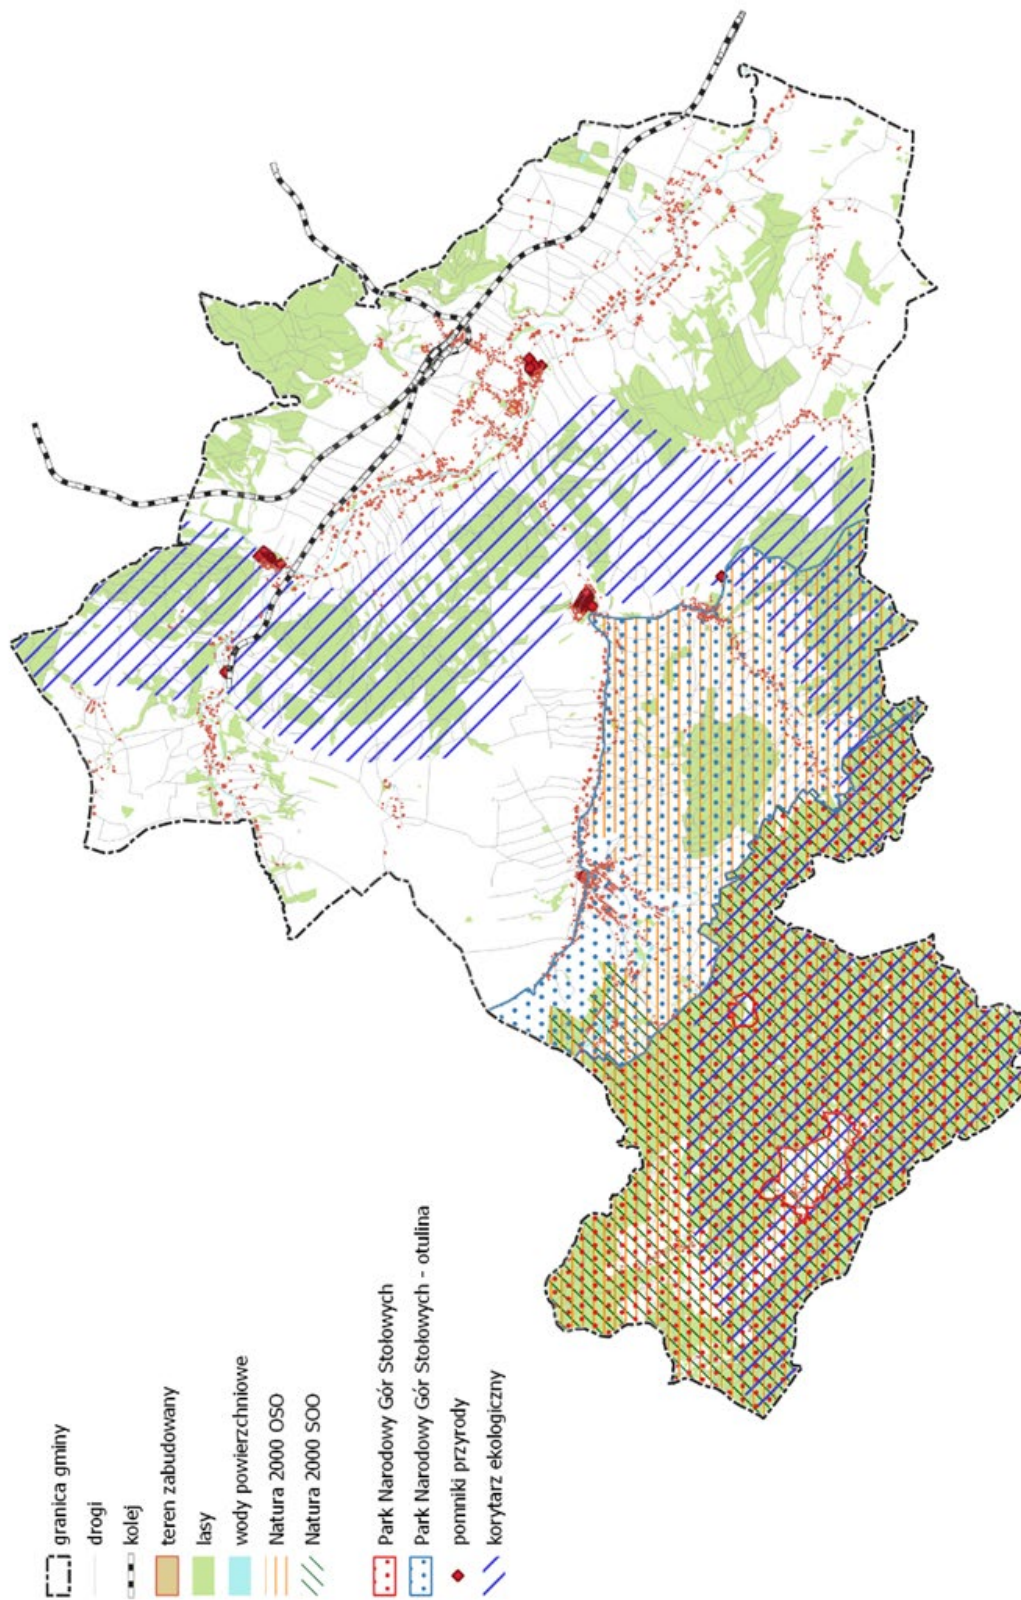 granica gminy
drogi
kolej
teren zabudowany
lasy
wody powierzchniowe
Natura 2000 OSO
Natura 2000 SOO
Park Narodowy Gór Stołowych
Park Narodowy Gór Stołowych - otulina
pomniki przyrody
korytarz ekologiczny